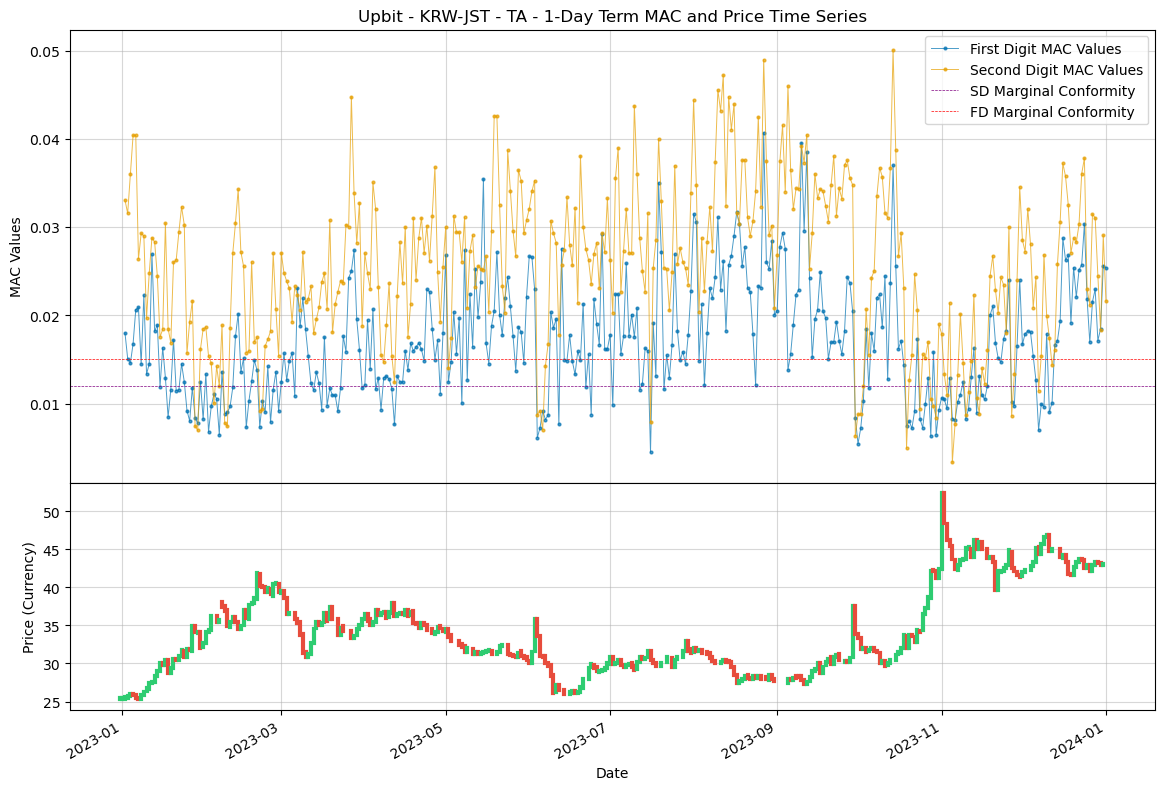 Upbit - KRW-JST - TA - 1-Day Term MAC and Price Time Series
First Digit MAC Values
Second Digit MAC Values
SD Marginal Conformity
FD Marginal Conformity
MAC Values
0.05
0.04
0.03
0.02
0.01
Price (Currency)
50
45
40
35
30
25
2023-01
2023-03
2023-05
2023-07
2023-09
2023-11
2024-01
Date